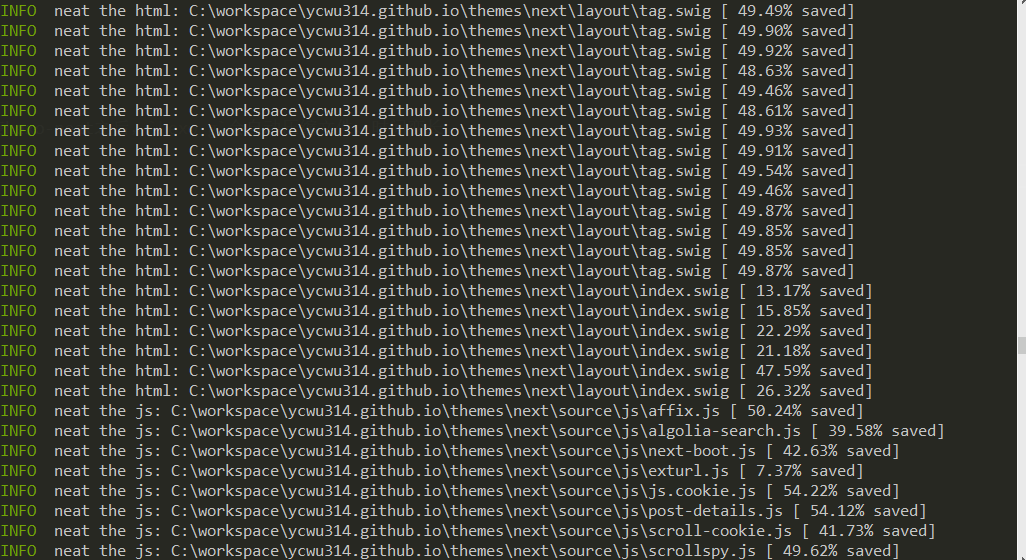 INFO  neat the html: C:\workspace\ycwu314.github.io\themes\next\layout\tag.swig [ 49.49% saved]
INFO  neat the html: C:\workspace\ycwu314.github.io\themes\next\layout\tag.swig [ 49.90% saved]
INFO  neat the html: C:\workspace\ycwu314.github.io\themes\next\layout\tag.swig [ 49.92% saved]
INFO  neat the html: C:\workspace\ycwu314.github.io\themes\next\layout\tag.swig [ 48.63% saved]
INFO  neat the html: C:\workspace\ycwu314.github.io\themes\next\layout\tag.swig [ 49.46% saved]
INFO  neat the html: C:\workspace\ycwu314.github.io\themes\next\layout\tag.swig [ 48.61% saved]
INFO  neat the html: C:\workspace\ycwu314.github.io\themes\next\layout\tag.swig [ 49.93% saved]
INFO  neat the html: C:\workspace\ycwu314.github.io\themes\next\layout\tag.swig [ 49.91% saved]
INFO  neat the html: C:\workspace\ycwu314.github.io\themes\next\layout\tag.swig [ 49.54% saved]
INFO  neat the html: C:\workspace\ycwu314.github.io\themes\next\layout\tag.swig [ 49.46% saved]
INFO  neat the html: C:\workspace\ycwu314.github.io\themes\next\layout\tag.swig [ 49.87% saved]
INFO  neat the html: C:\workspace\ycwu314.github.io\themes\next\layout\tag.swig [ 49.85% saved]
INFO  neat the html: C:\workspace\ycwu314.github.io\themes\next\layout\tag.swig [ 49.85% saved]
INFO  neat the html: C:\workspace\ycwu314.github.io\themes\next\layout\tag.swig [ 49.87% saved]
INFO  neat the html: C:\workspace\ycwu314.github.io\themes\next\layout\index.swig [ 13.17% saved]
INFO  neat the html: C:\workspace\ycwu314.github.io\themes\next\layout\index.swig [ 15.85% saved]
INFO  neat the html: C:\workspace\ycwu314.github.io\themes\next\layout\index.swig [ 22.29% saved]
INFO  neat the html: C:\workspace\ycwu314.github.io\themes\next\layout\index.swig [ 21.18% saved]
INFO  neat the html: C:\workspace\ycwu314.github.io\themes\next\layout\index.swig [ 47.59% saved]
INFO  neat the html: C:\workspace\ycwu314.github.io\themes\next\layout\index.swig [ 26.32% saved]
INFO  neat the js: C:\workspace\ycwu314.github.io\themes\next\source\js\affix.js [ 50.24% saved]
INFO  neat the js: C:\workspace\ycwu314.github.io\themes\next\source\js\algolia-search.js [ 39.58% saved]
INFO  neat the js: C:\workspace\ycwu314.github.io\themes\next\source\js\next-boot.js [ 42.63% saved]
INFO  neat the js: C:\workspace\ycwu314.github.io\themes\next\source\js\exturl.js [ 7.37% saved]
INFO  neat the js: C:\workspace\ycwu314.github.io\themes\next\source\js\js.cookie.js [ 54.22% saved]
INFO  neat the js: C:\workspace\ycwu314.github.io\themes\next\source\js\post-details.js [ 54.12% saved]
INFO  neat the js: C:\workspace\ycwu314.github.io\themes\next\source\js\scroll-cookie.js [ 41.73% saved]
INFO  neat the js: C:\workspace\ycwu314.github.io\themes\next\source\js\scrollspy.js [ 49.62% saved]